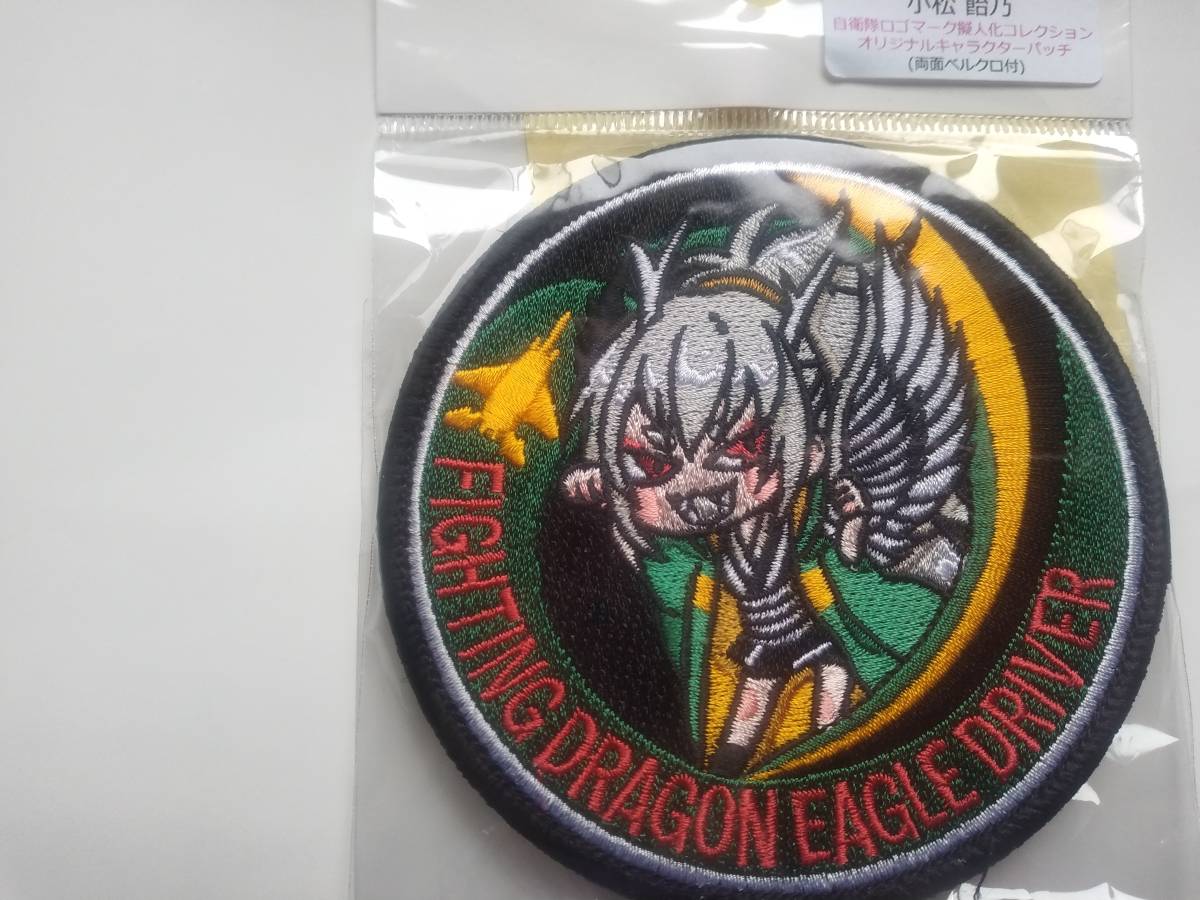 小松 飴乃
自衛隊ロゴマーク擬人化コレクション
オリジナルキャラクターパッチ
(両面ベルクロ付)
FIGHTING DRAGON EAGLE DRIVER